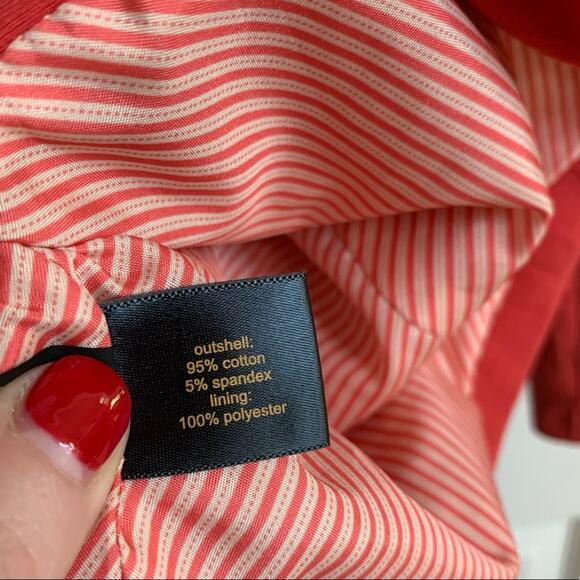 outshell:
95% cotton
5% spandex
lining:
100% polyester